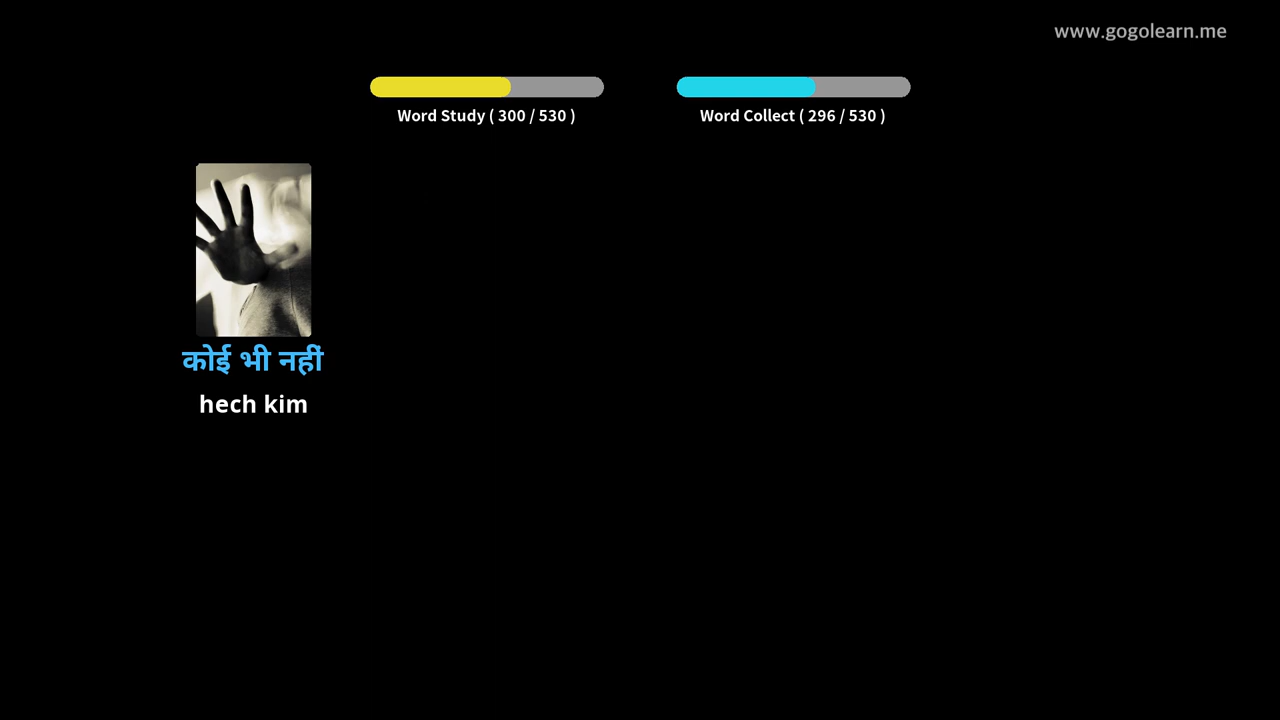 www.gogolearn.me
Word Study ( 300 / 530 )
Word Collect ( 296 / 530 )
कोई भी नहीं
hech kim